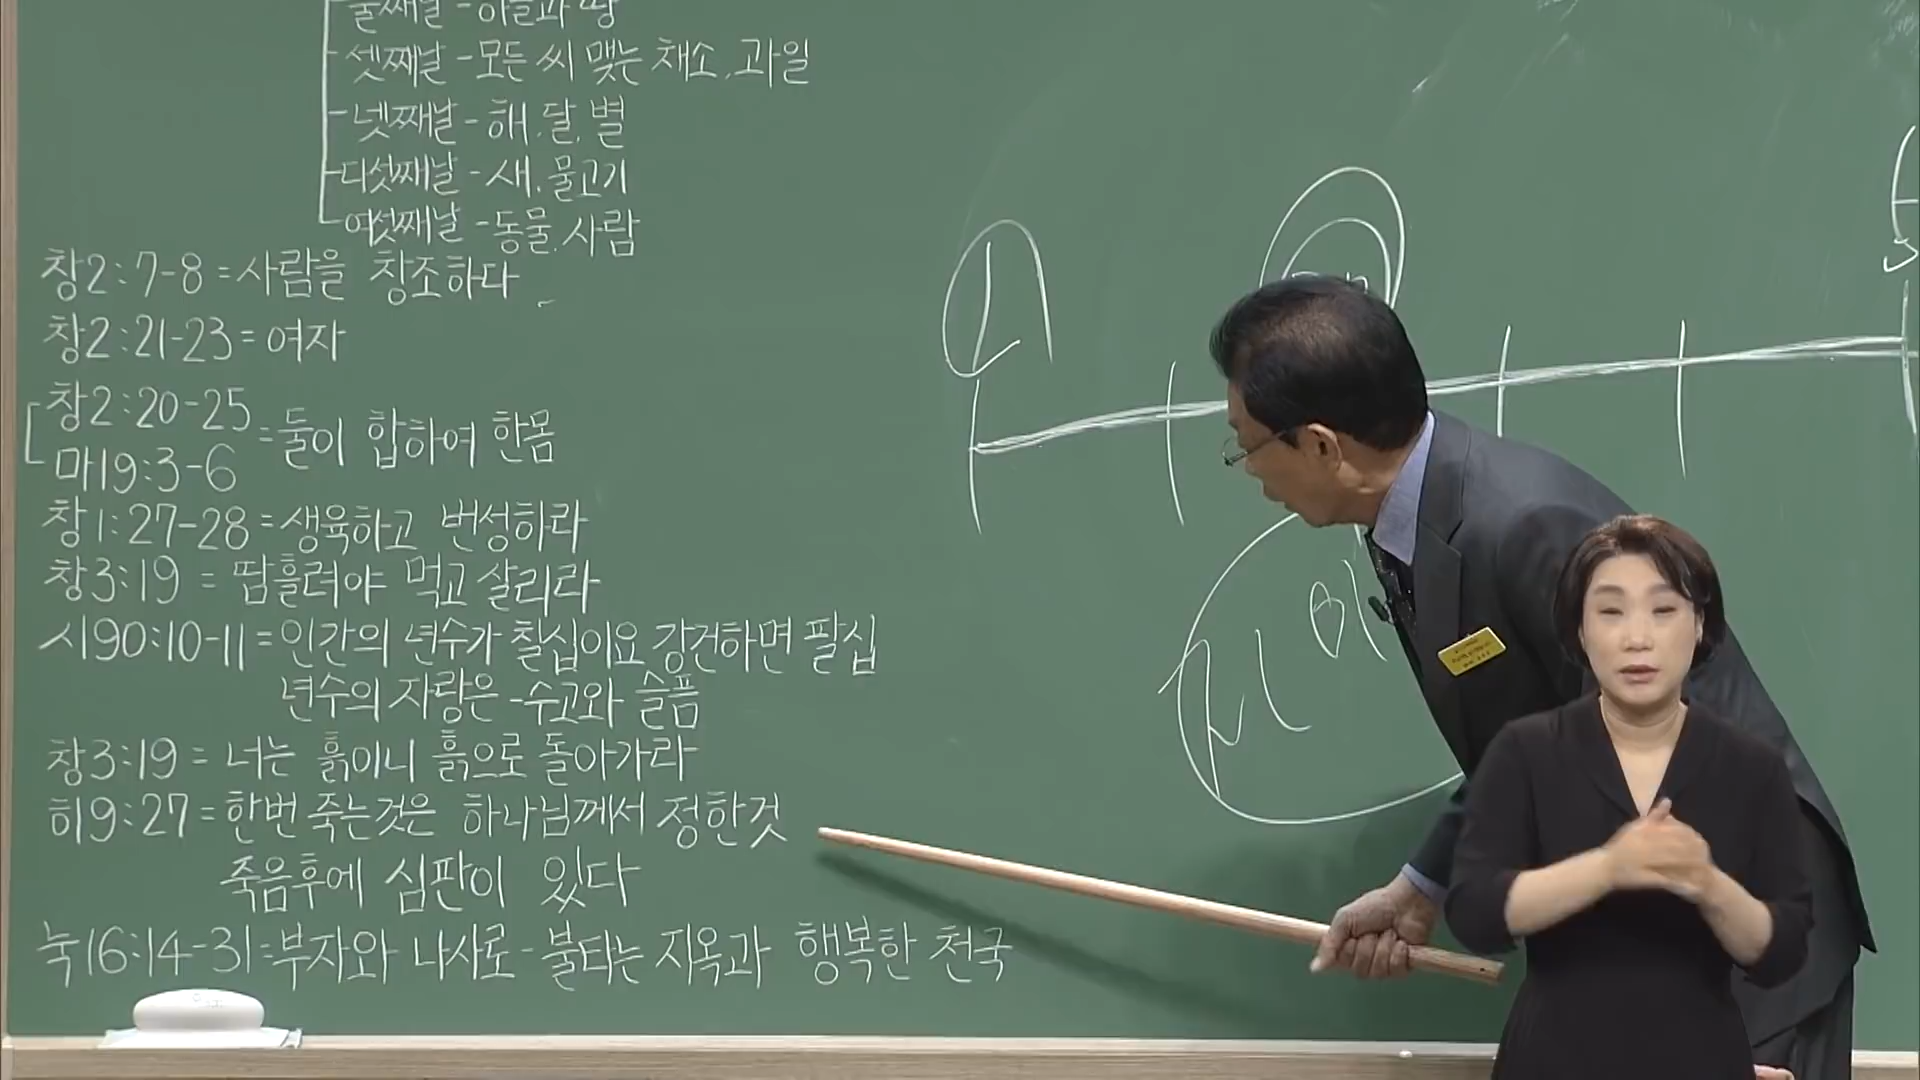 둘째날-하늘과 땅
셋째날-모든 씨 맺는 채소.과일
넷째날-해.달.별
다섯째날-새.물고기
여섯째날-동물.사람
창2:7-8=사람을 창조하다
창2:21-23=여자
창2:20-25
마19:3-6
=둘이 합하여 한몸
창1:27-28=생육하고 번성하라
창3:19=땀흘려야 먹고 살리라
시90:10-11=인간의 년수가 칠십이요 강건하면 팔십
년수의 자랑은-수고와 슬픔
창3:19=너는 흙이니 흙으로 돌아가라
히9:27=한번 죽는것은 하나님께서 정한것
죽음후에 심판이 있다
눅16:14-31=부자와 나사로-불타는 지옥과 행복한 천국